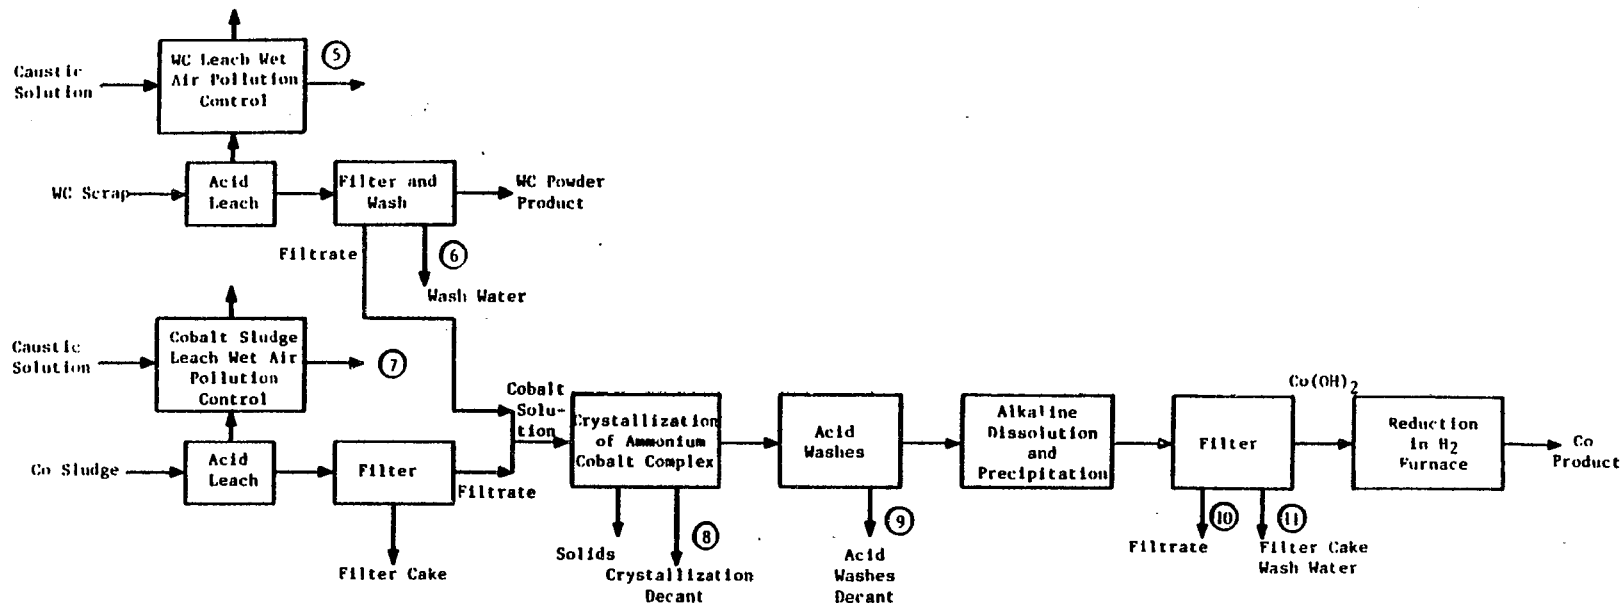 WC Leach Wet
Air Pollution
Control
5
Caustic
Solution
WC Scrap
Acid
Leach
Filter and
Wash
WC Powder
Product
Filtrate
6
Wash Water
Cobalt Sludge
Leach Wet Air
Pollution
Control
7
Caustic
Solution
Co Sludge
Acid
Leach
Filter
Filtrate
Filter Cake
Cobalt
Solu-
tion
Crystallization
of Ammonium
Cobalt Complex
Solids
8
Crystallization
Decant
Acid
Washes
9
Acid
Washes
Decant
Alkaline
Dissolution
and
Precipitation
Filter
10
Filtrate
11
Filter Cake
Wash Water
Co(OH)2
Reduction
in H2
Furnace
Co
Product